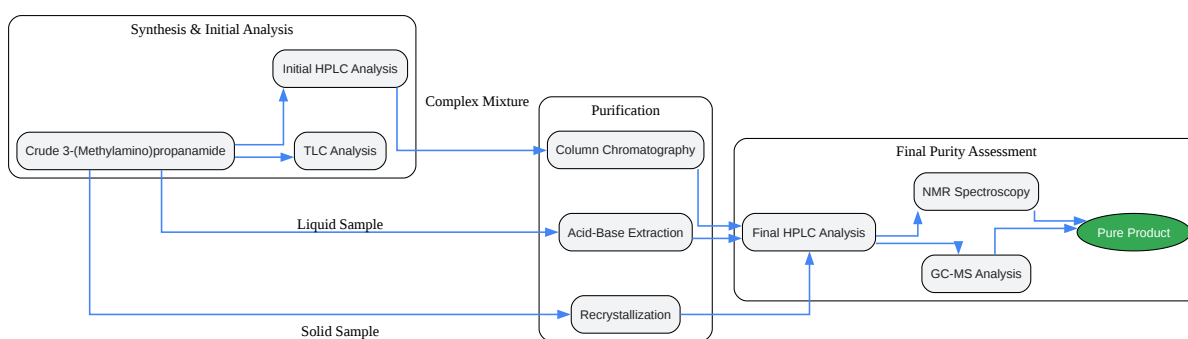 Synthesis & Initial Analysis
Initial HPLC Analysis
Crude 3-(Methylamino)propanamide
TLC Analysis
Complex Mixture
Liquid Sample
Solid Sample
Purification
Column Chromatography
Acid-Base Extraction
Recrystallization
Final Purity Assessment
NMR Spectroscopy
Final HPLC Analysis
GC-MS Analysis
Pure Product